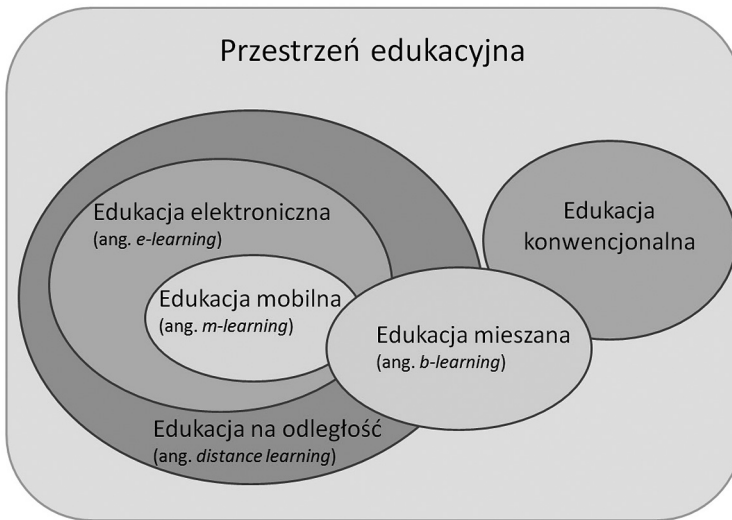 Przestrzeń edukacyjna
Edukacja elektroniczna
(ang. e-learning)
Edukacja mobilna
(ang. m-learning)
Edukacja na odległość
(ang. distance learning)
Edukacja mieszana
(ang. b-learning)
Edukacja
konwencjonalna